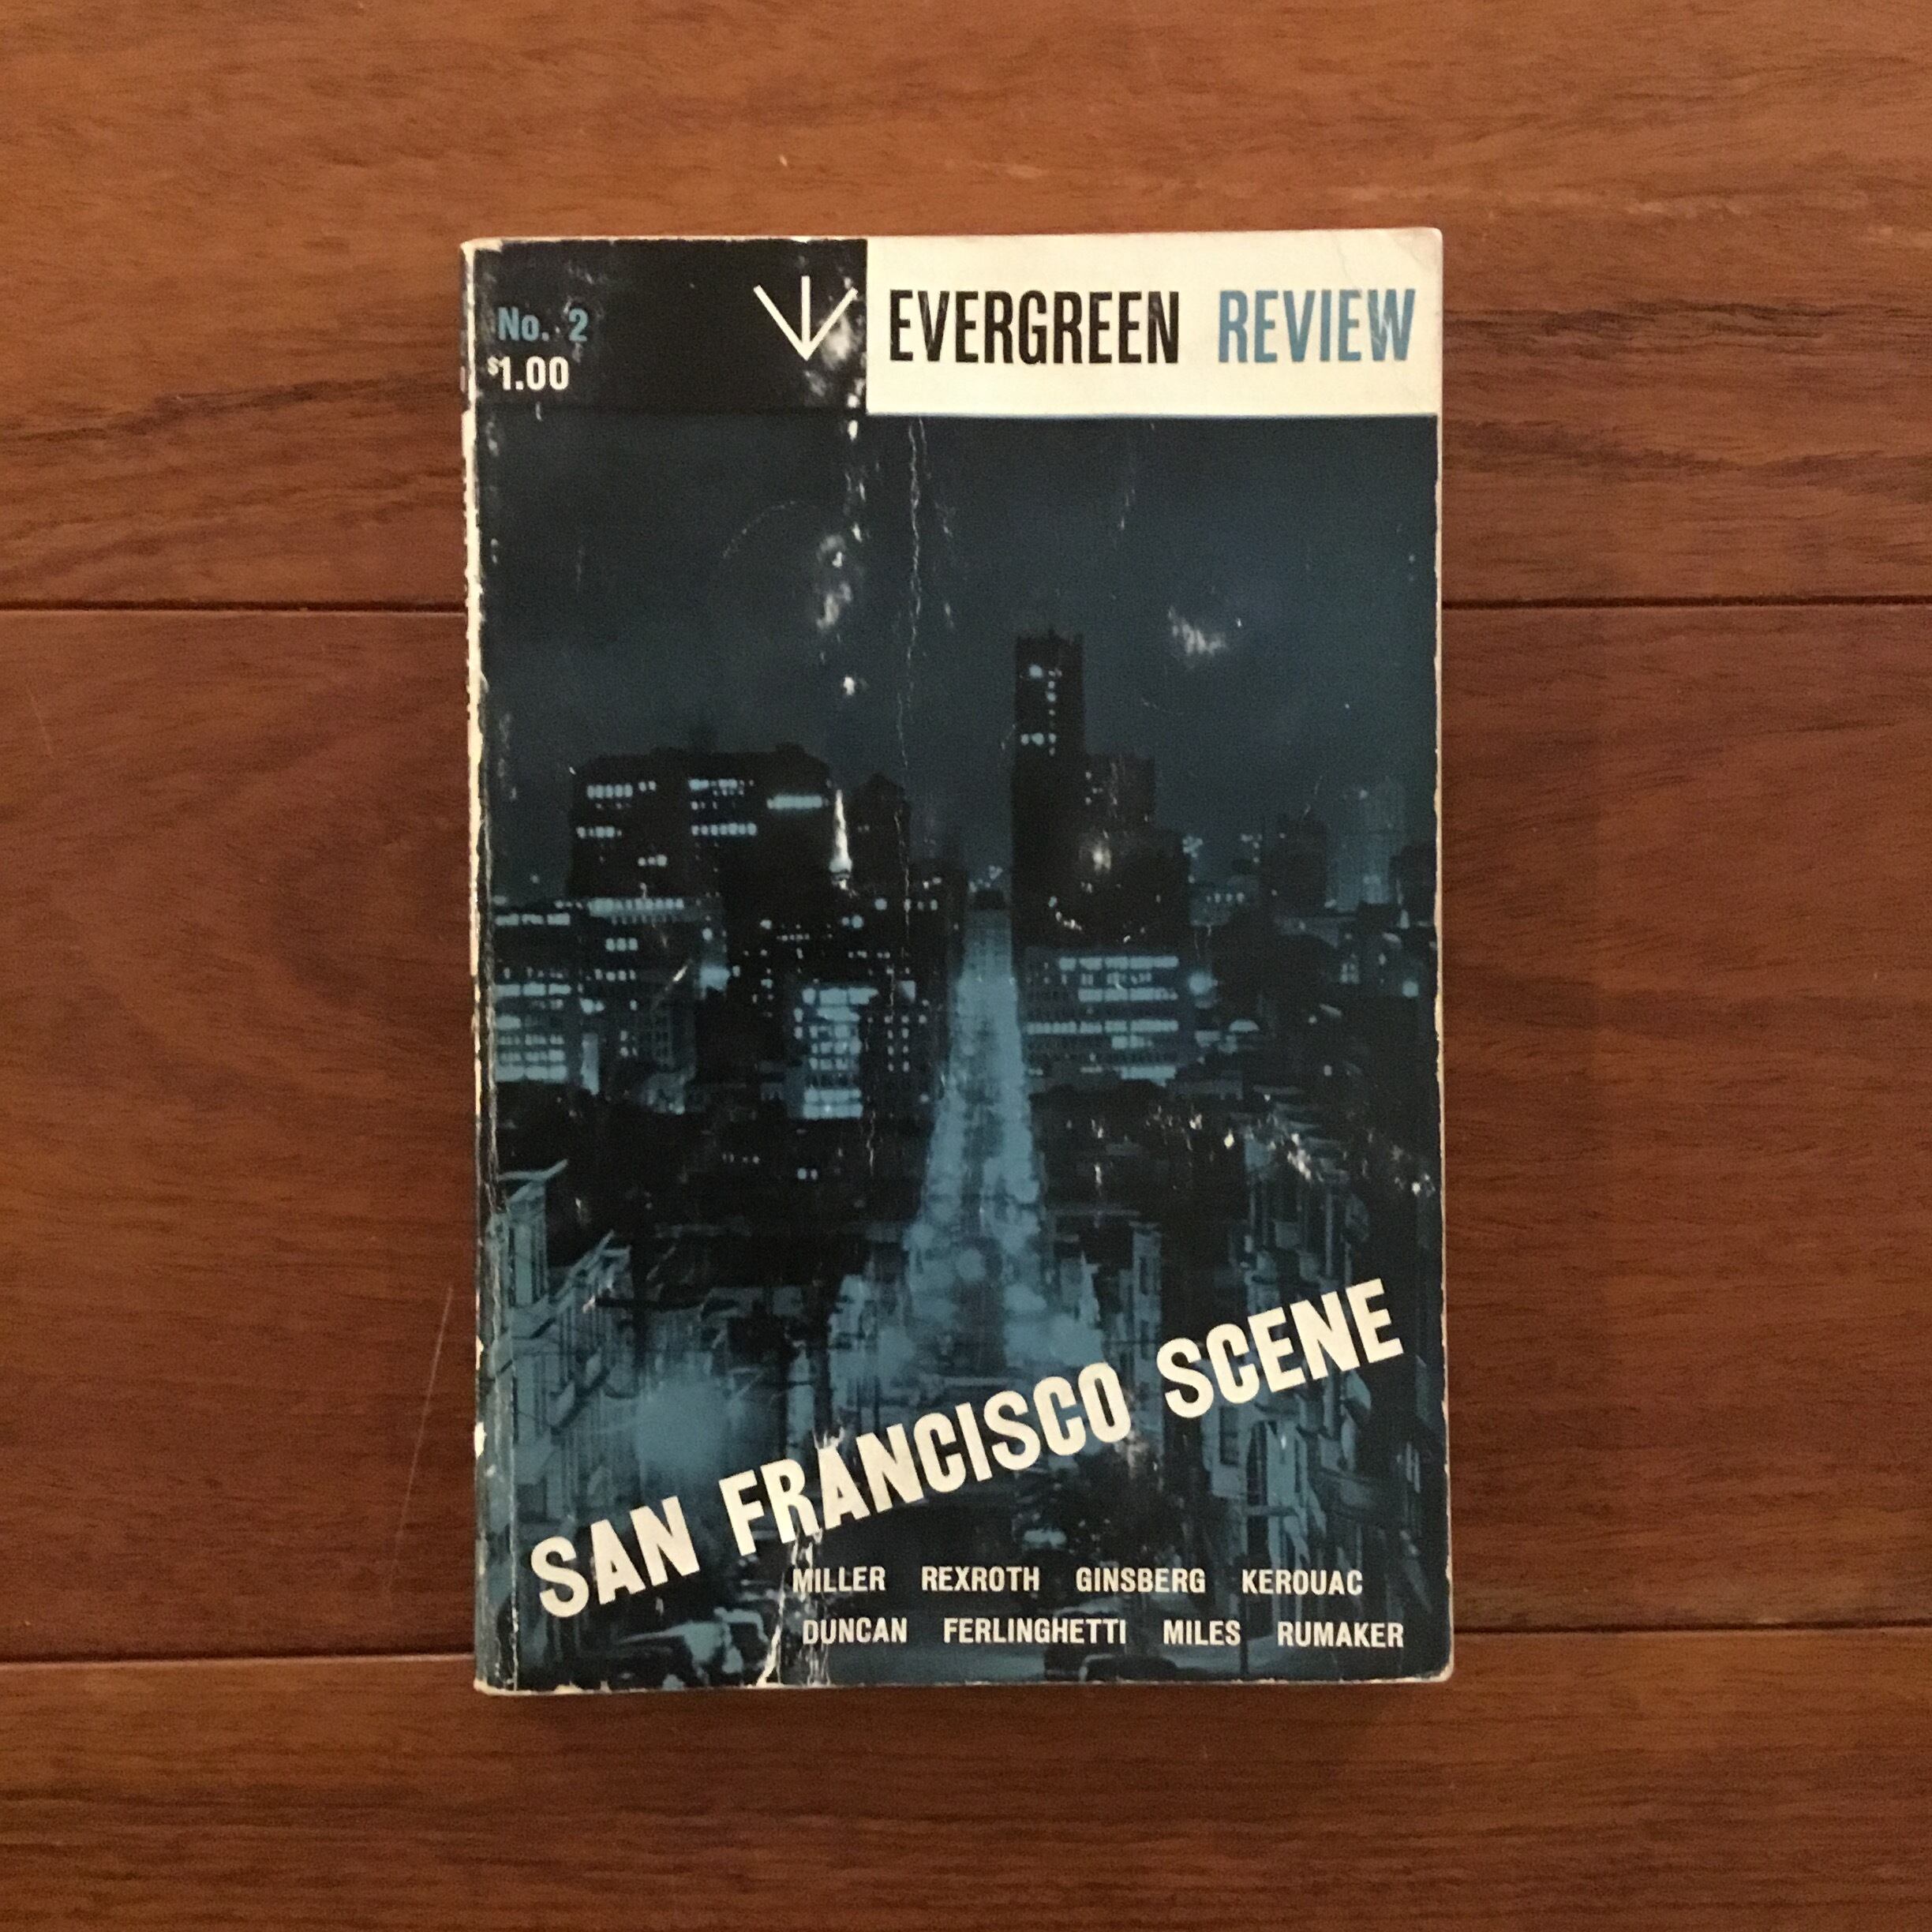 No. 2
$1.00
EVERGREEN REVIEW
SAN FRANCISCO SCENE
MILLER REXROTH GINSBERG KEROUAC
DUNCAN FERLINGHETTI MILES RUMAKER